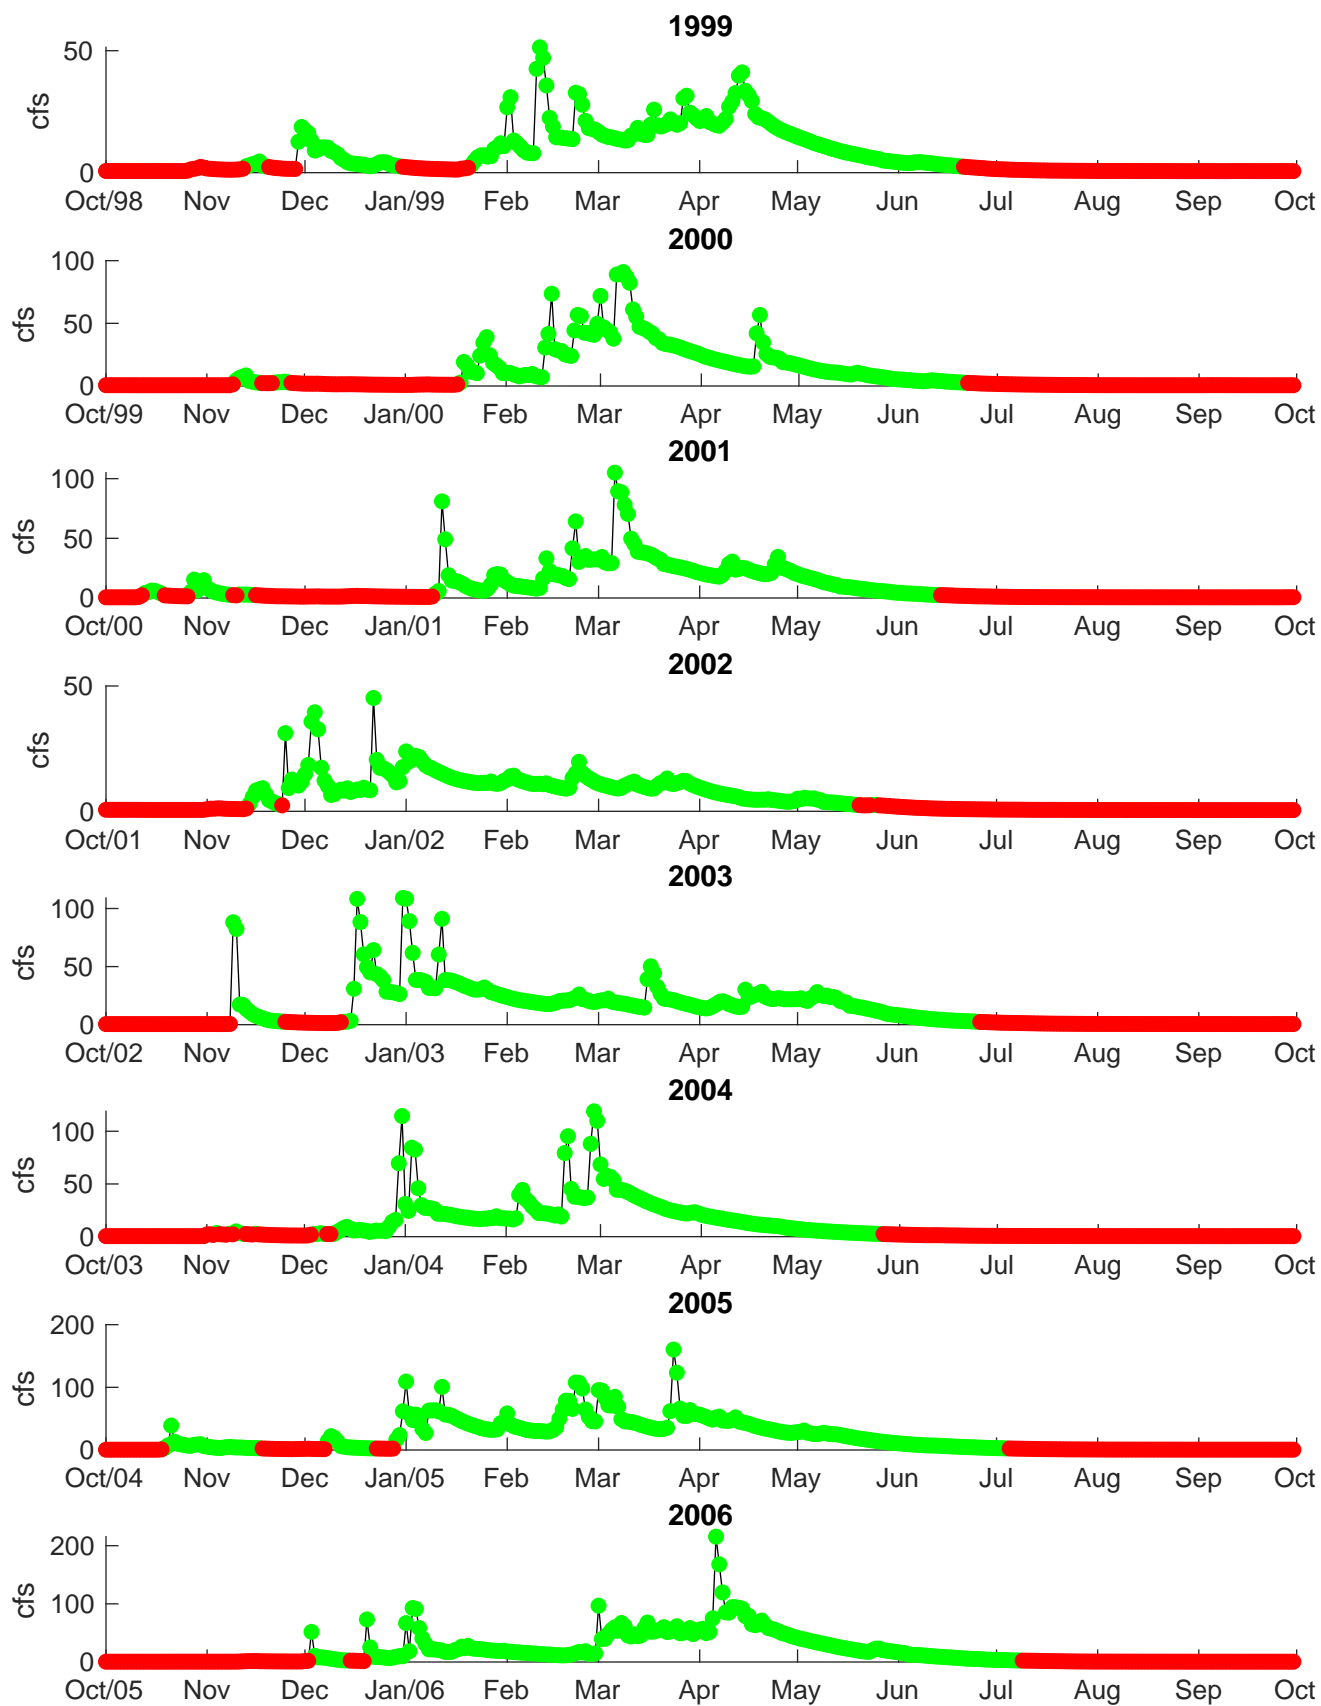 1999
50
cfs
0
Oct/98 Nov Dec Jan/99 Feb Mar Apr May Jun Jul Aug Sep Oct
2000
100
50
cfs
0
Oct/99 Nov Dec Jan/00 Feb Mar Apr May Jun Jul Aug Sep Oct
2001
100
50
cfs
0
Oct/00 Nov Dec Jan/01 Feb Mar Apr May Jun Jul Aug Sep Oct
2002
50
cfs
0
Oct/01 Nov Dec Jan/02 Feb Mar Apr May Jun Jul Aug Sep Oct
2003
100
50
cfs
0
Oct/02 Nov Dec Jan/03 Feb Mar Apr May Jun Jul Aug Sep Oct
2004
100
50
cfs
0
Oct/03 Nov Dec Jan/04 Feb Mar Apr May Jun Jul Aug Sep Oct
2005
200
100
cfs
0
Oct/04 Nov Dec Jan/05 Feb Mar Apr May Jun Jul Aug Sep Oct
2006
200
100
cfs
0
Oct/05 Nov Dec Jan/06 Feb Mar Apr May Jun Jul Aug Sep Oct